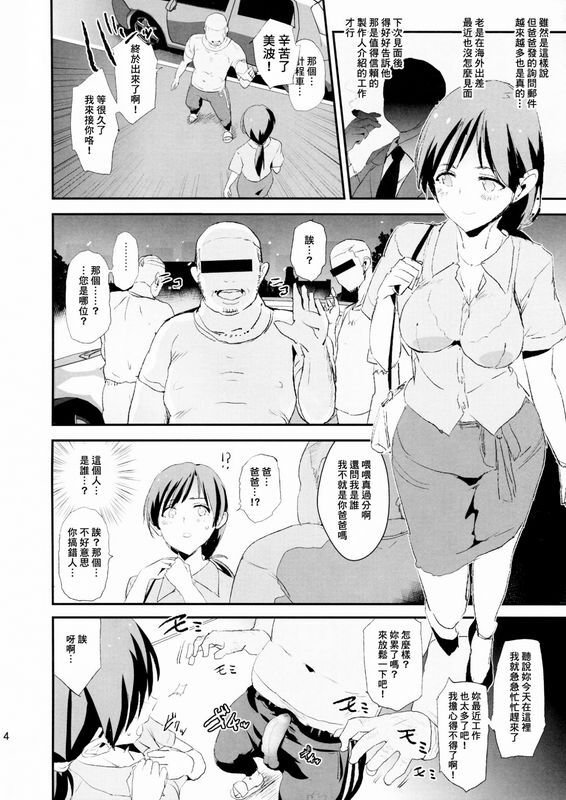 雖然是這樣說
但爸爸發的詢問郵件
越來越多也是真的…
老是在海外出差
最近也沒怎麼見面
下次見面後
得好好告訴他
那是值得信賴的
製作人介紹的工作
才行
那個…
計程車…
辛苦了
美波！
終於出來了啊！
等很久了
我來接你咯！
誒…？
………
那個……？
…您是哪位？
喂喂真過分啊
還問我是誰
我不就是你爸爸嗎
爸爸…
…!?
!?
這個人…
是誰…？
誒？那個…
不好意思
你搞錯人…
聽說妳今天在這裡
我就急急忙忙趕來了
妳最近工作
也太多了吧！
我擔心得不得了！
怎麼樣？
妳累了嗎？
來放鬆一下吧！
モミ
モミ
誒
呀啊…
4